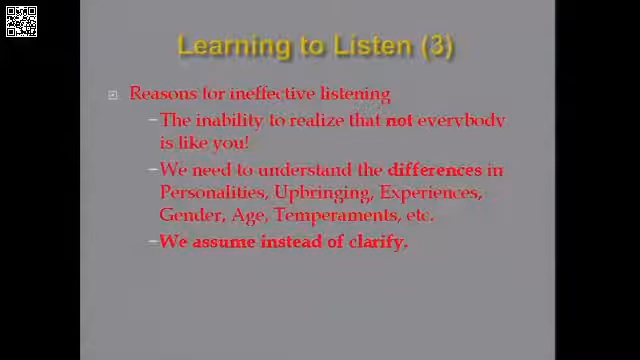 Learning to Listen (3)
Reasons for ineffective listening
–The inability to realize that not everybody
is like you!
–We need to understand the differences in
Personalities, Upbringing, Experiences,
Gender, Age, Temperaments, etc.
–We assume instead of clarify.